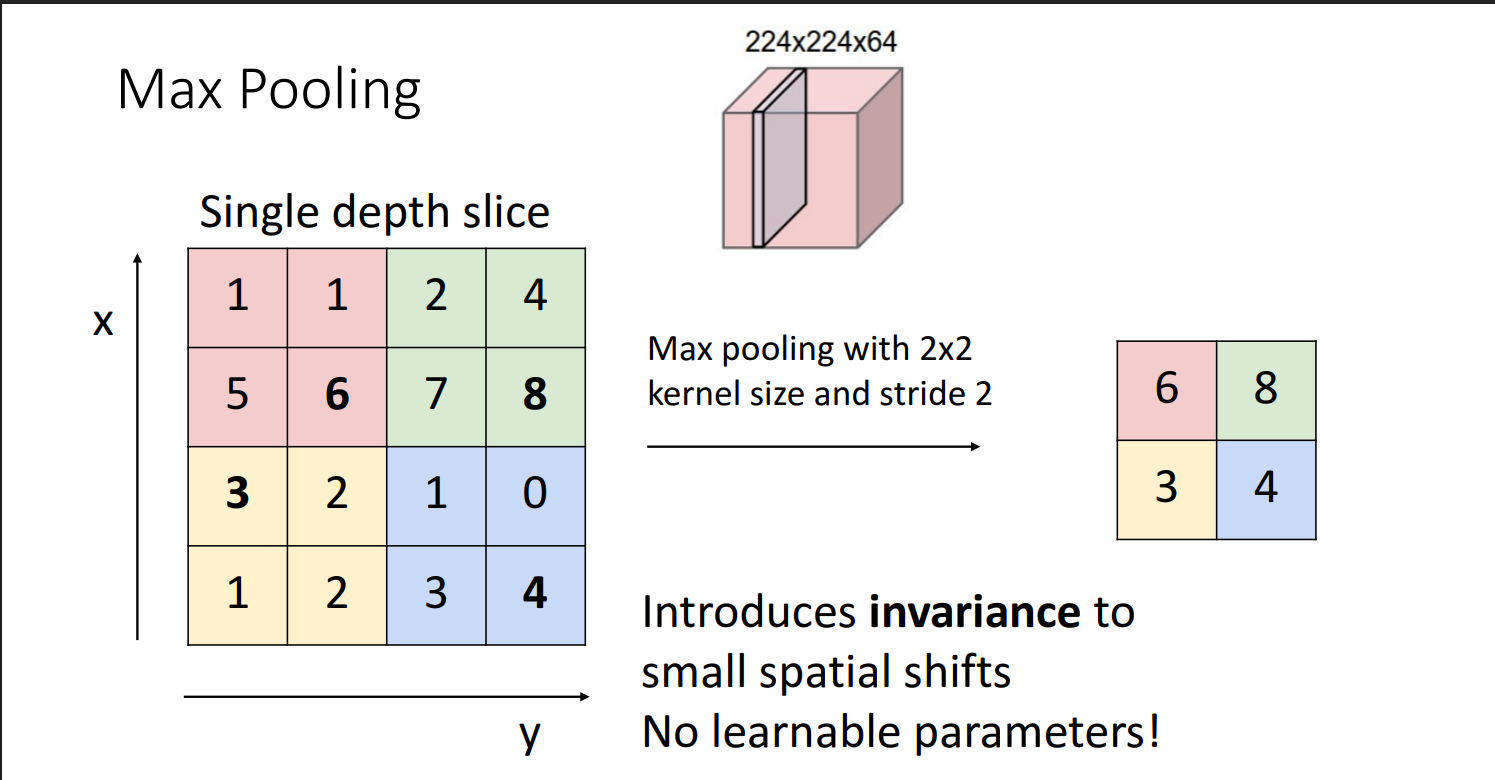 Max Pooling
224x224x64
Single depth slice
x
1 1 2 4
5 6 7 8
3 2 1 0
1 2 3 4
y
Max pooling with 2x2
kernel size and stride 2
6 8
3 4
Introduces invariance to
small spatial shifts
No learnable parameters!